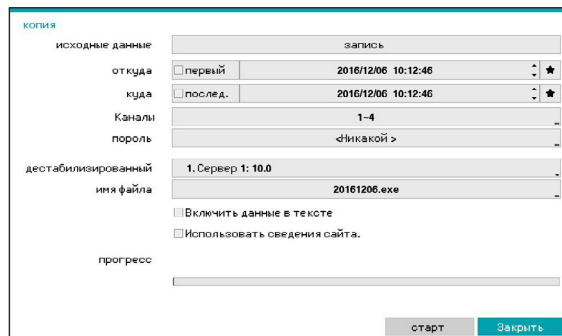 копия
исходные данные запись
откуда первый 2016/12/06 10:12:46
куда послед. 2016/12/06 10:12:46
Каналы 1~4
пороль <Никакой >
дестабилизированный 1. Сервер 1: 10.0
имя файла 20161206.exe
Включить данные в тексте
Использовать сведения сайта.
прогресс
старт Закрыть